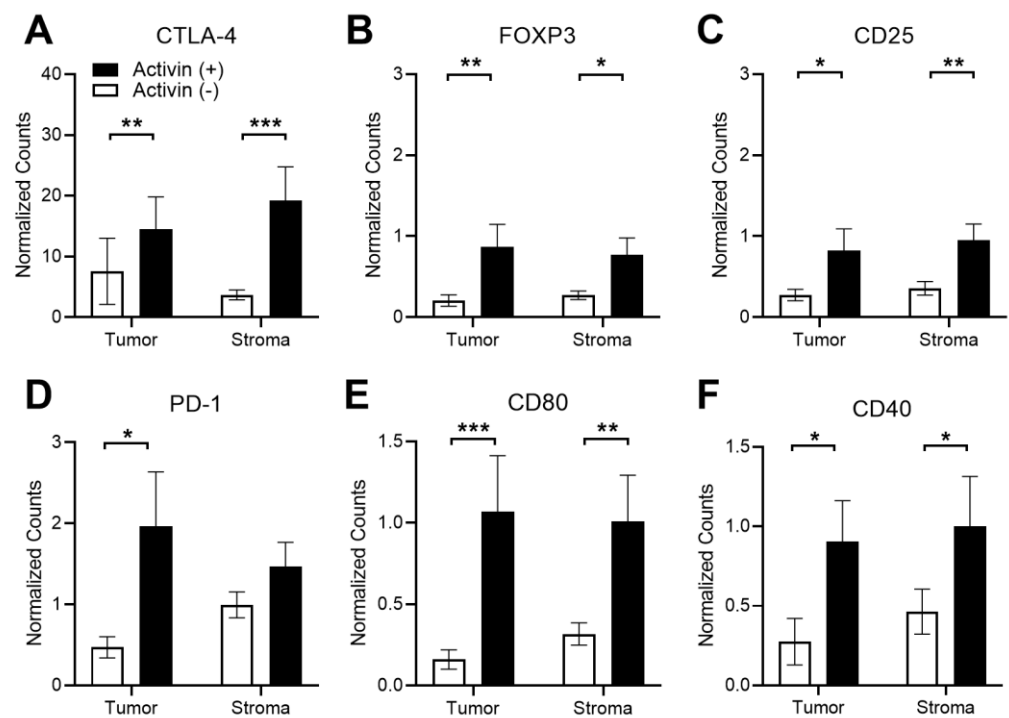 A
CTLA-4
Activin (+)
Activin (-)
Normalized Counts
40
30
20
10
0
**
***
Tumor
Stroma
B
FOXP3
Normalized Counts
3
2
1
0
**
*
Tumor
Stroma
C
CD25
Normalized Counts
3
2
1
0
*
**
Tumor
Stroma
D
PD-1
Normalized Counts
3
2
1
0
*
Tumor
Stroma
E
CD80
Normalized Counts
1.5
1.0
0.5
0.0
***
**
Tumor
Stroma
F
CD40
Normalized Counts
1.5
1.0
0.5
0.0
*
*
Tumor
Stroma